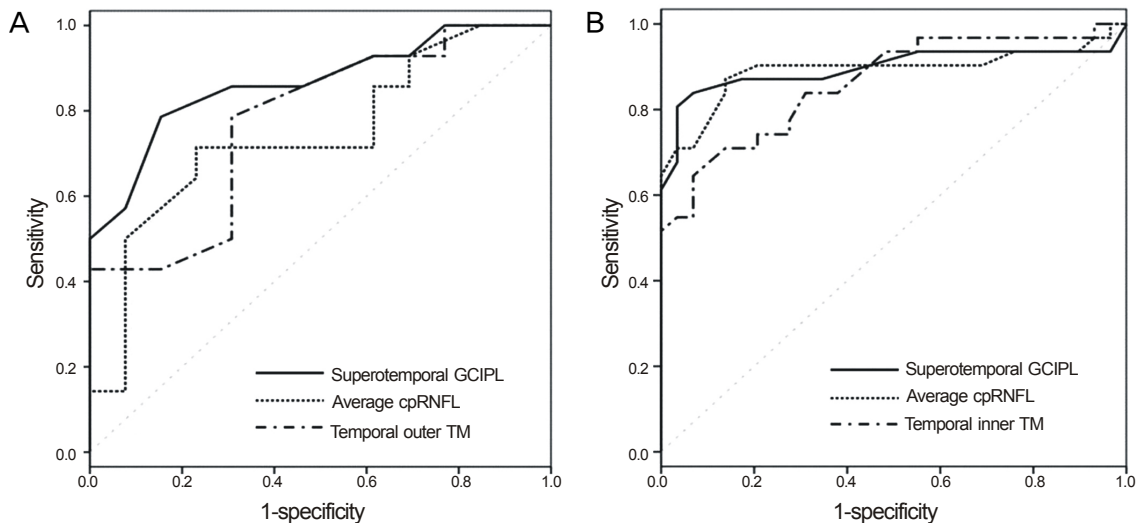 A
1.0
0.8
0.6
0.4
0.2
0.0
Sensitivity
Superotemporal GCIPL
Average cpRNFL
Temporal outer TM
0.0 0.2 0.4 0.6 0.8 1.0
1-specificity
B
1.0
0.8
0.6
0.4
0.2
0.0
Sensitivity
Superotemporal GCIPL
Average cpRNFL
Temporal inner TM
0.0 0.2 0.4 0.6 0.8 1.0
1-specificity